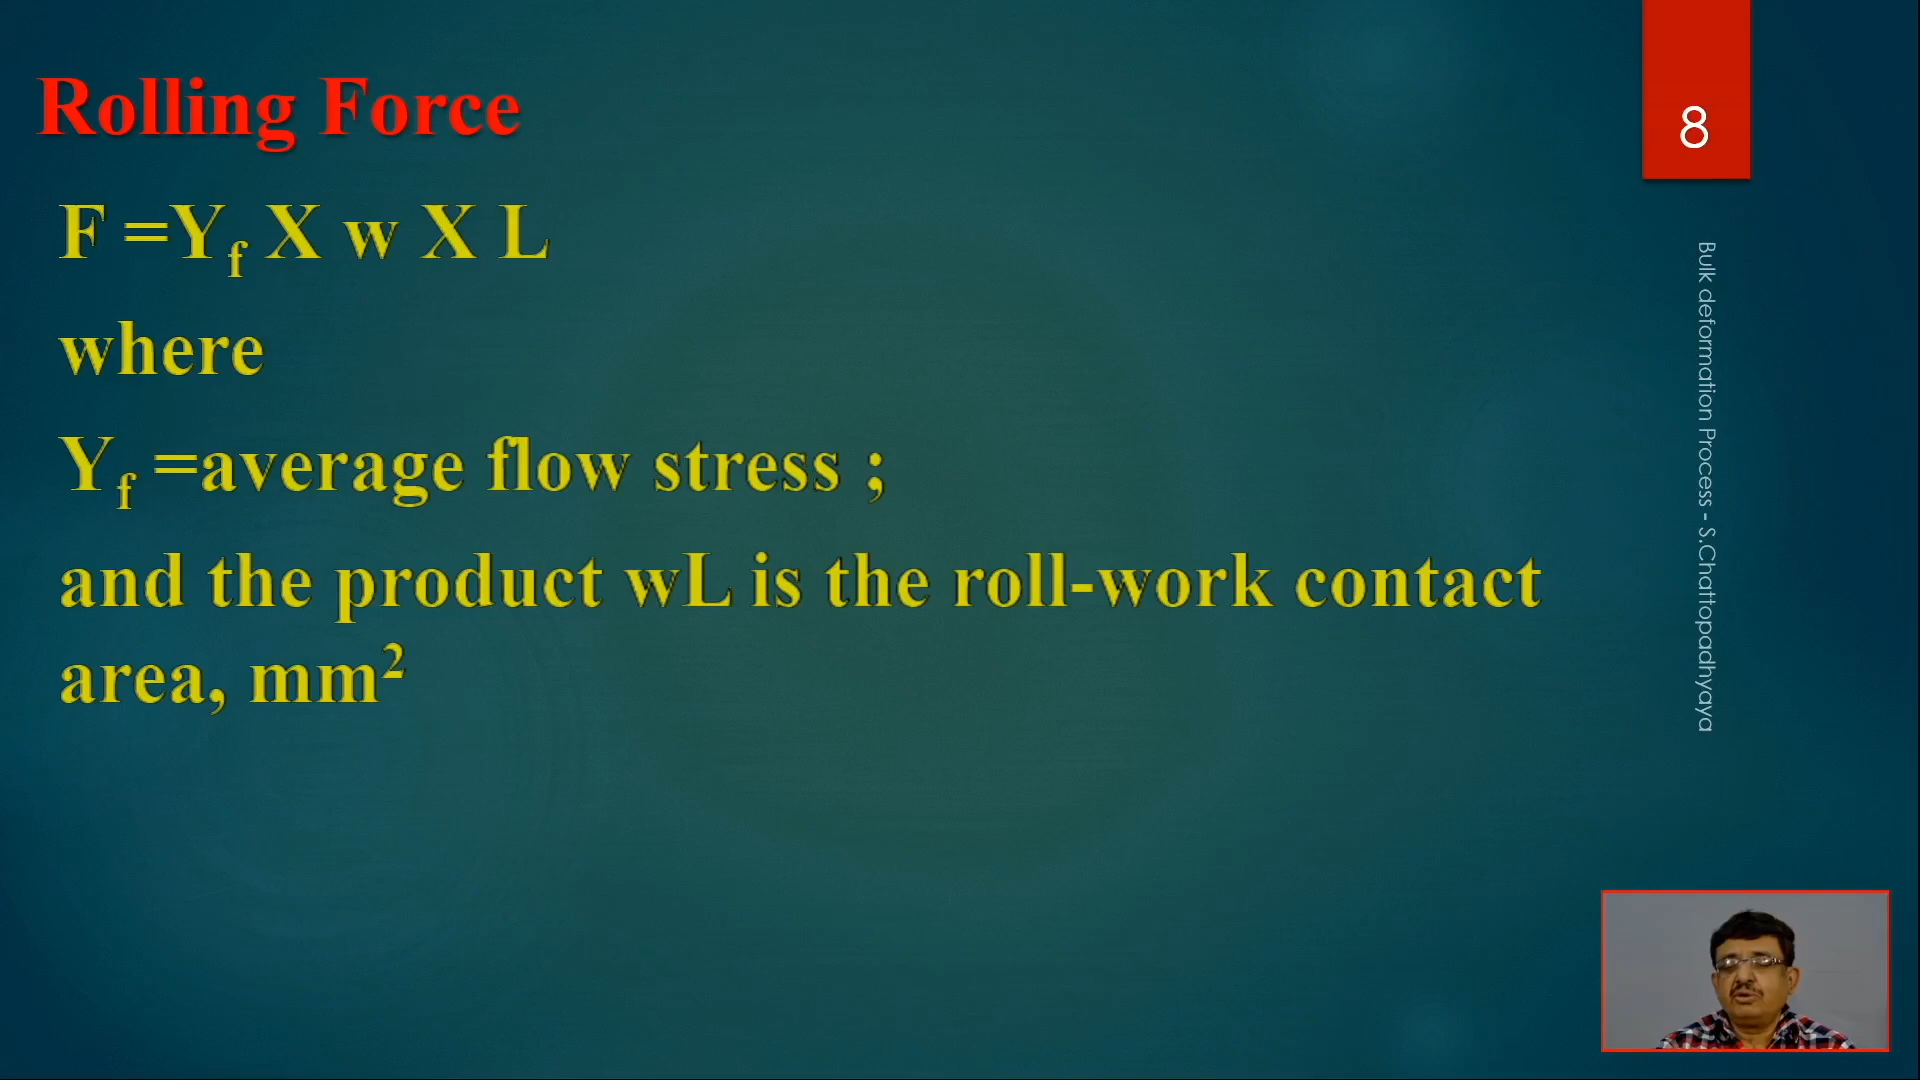 Rolling Force
F =Yf X w X L
where
Yf =average flow stress ;
and the product wL is the roll-work contact
area, mm²
8
Bulk deformation Process - S.Chattopadhyaya